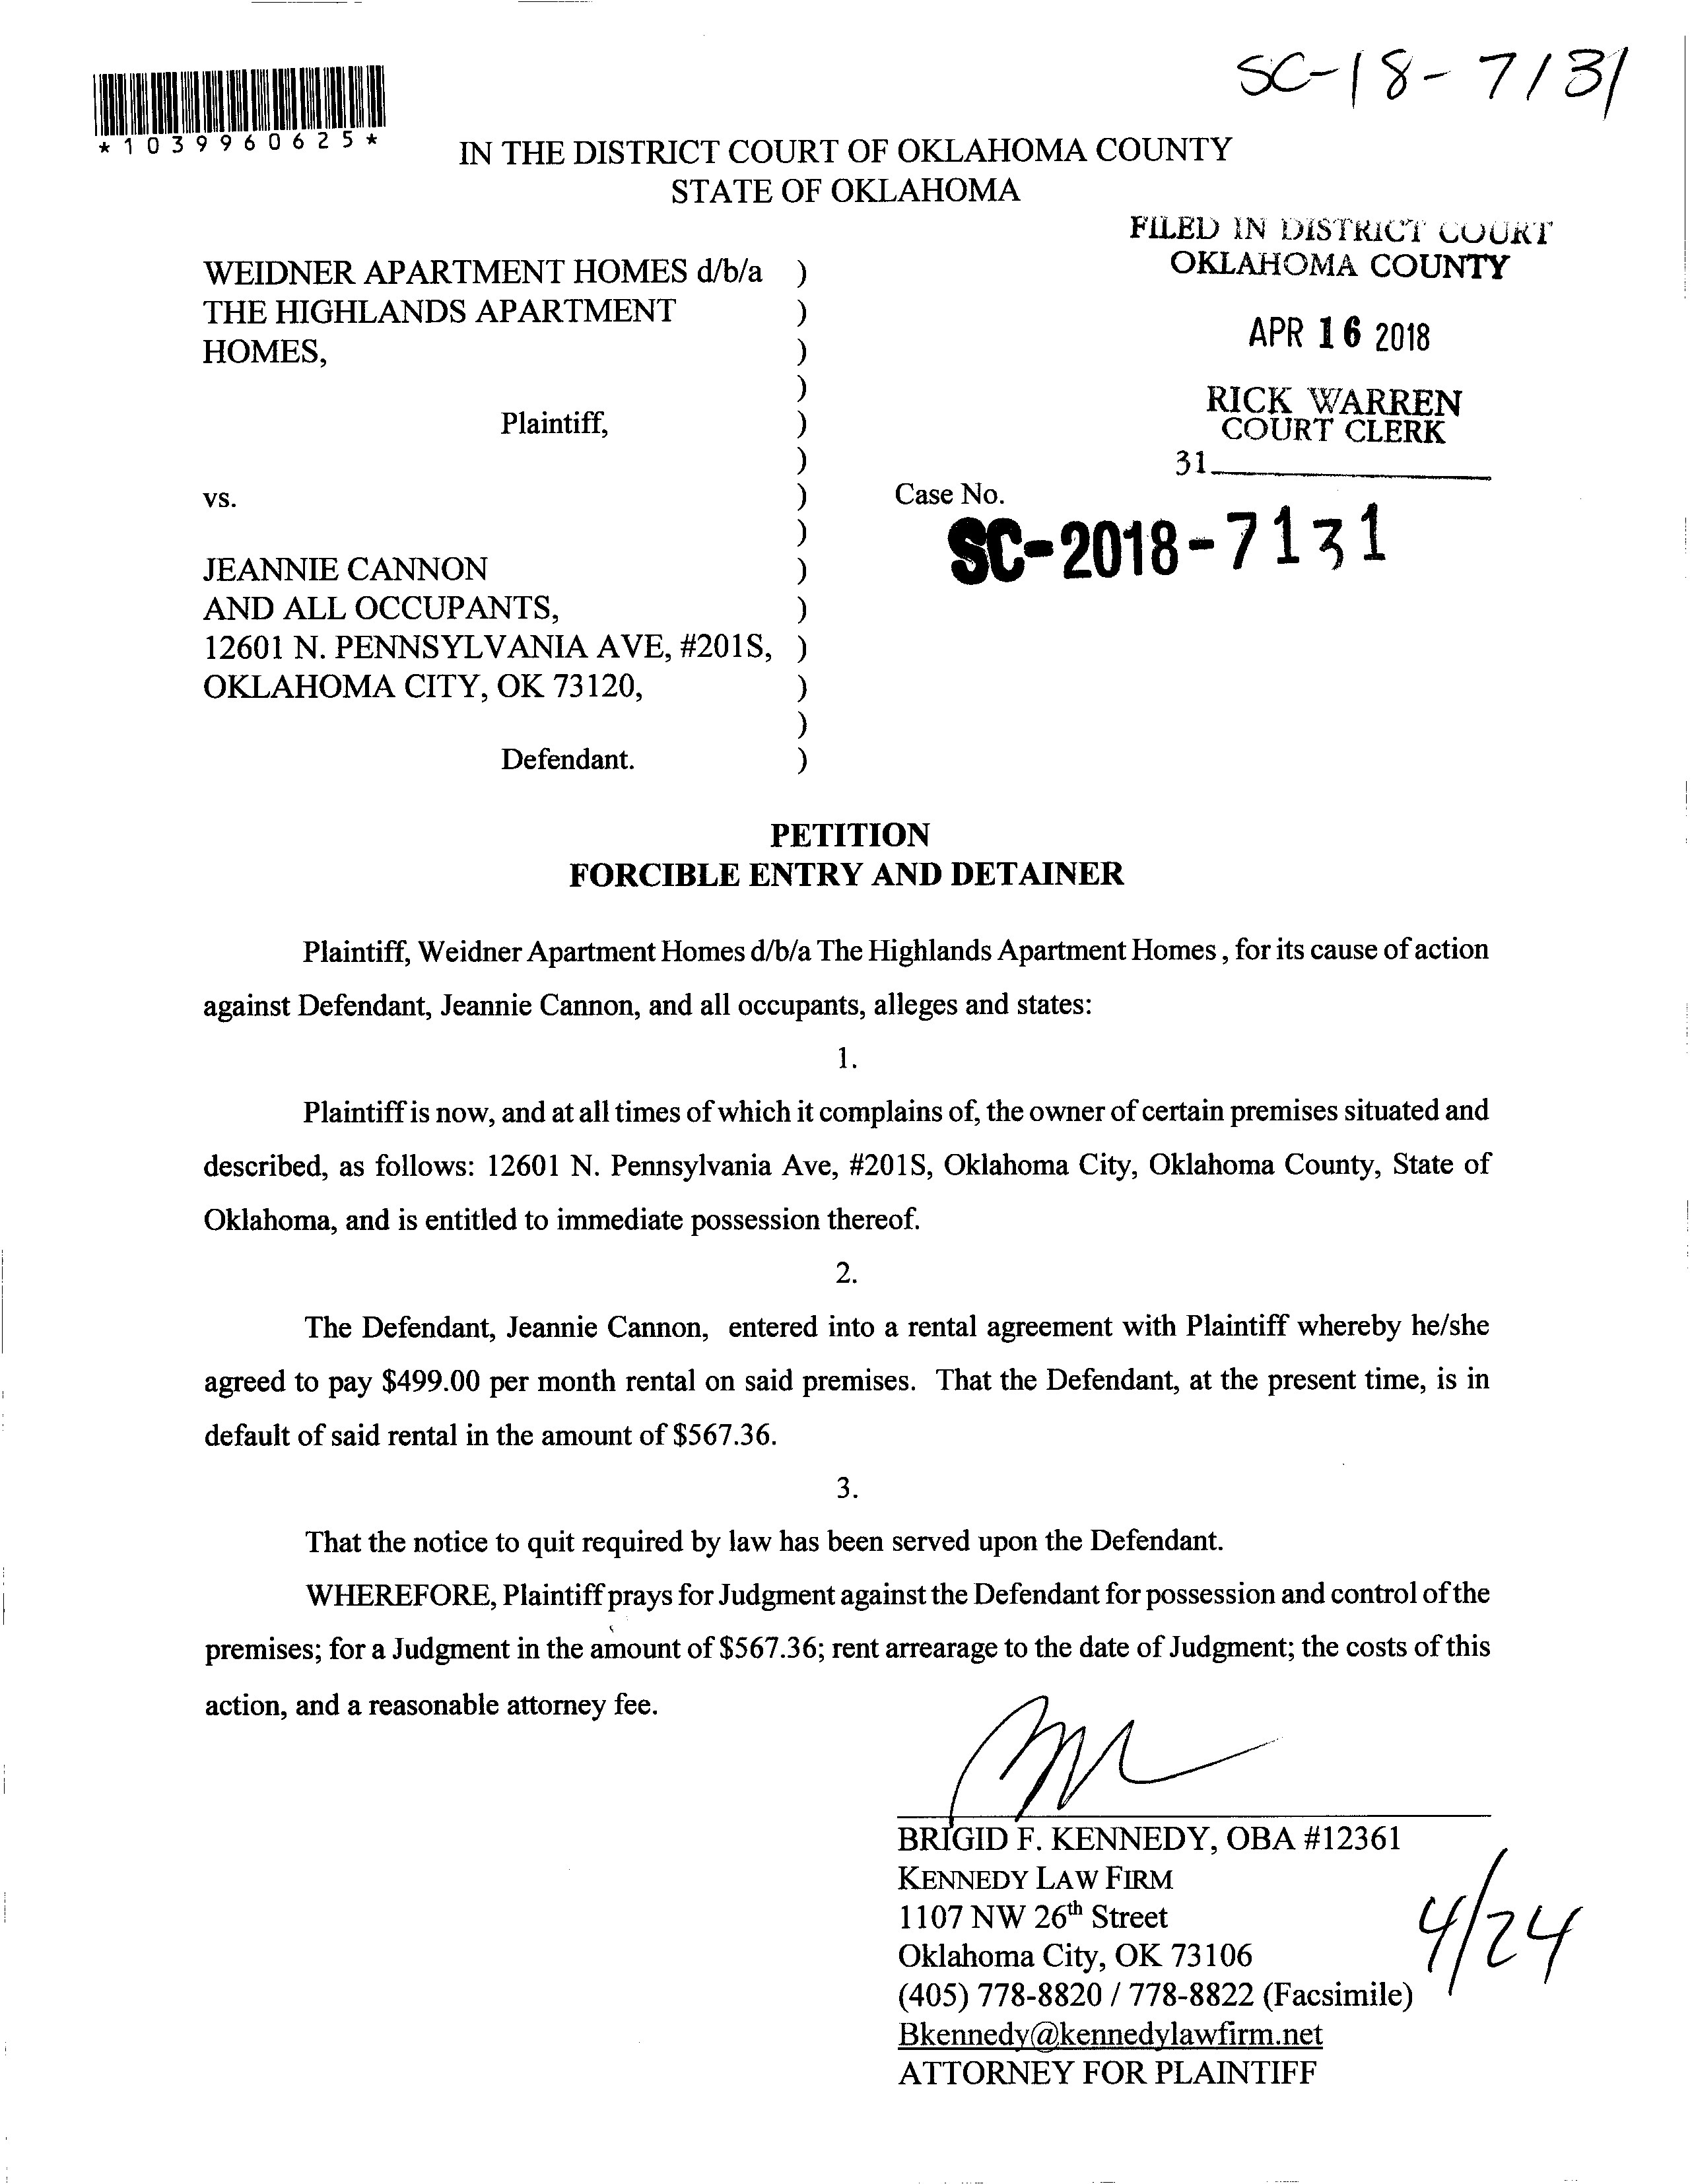 SC-18-7131
*1039960625*
IN THE DISTRICT COURT OF OKLAHOMA COUNTY
STATE OF OKLAHOMA
FILED IN DISTRICT COURT
OKLAHOMA COUNTY
APR 16 2018
RICK WARREN
COURT CLERK
31
WEIDNER APARTMENT HOMES d/b/a )
THE HIGHLANDS APARTMENT )
HOMES, )
)
Plaintiff, )
)
vs. ) Case No.
) SC-2018-7131
JEANNIE CANNON )
AND ALL OCCUPANTS, )
12601 N. PENNSYLVANIA AVE, #201S, )
OKLAHOMA CITY, OK 73120, )
)
Defendant. )
PETITION
FORCIBLE ENTRY AND DETAINER
Plaintiff, Weidner Apartment Homes d/b/a The Highlands Apartment Homes , for its cause of action
against Defendant, Jeannie Cannon, and all occupants, alleges and states:
1.
Plaintiff is now, and at all times of which it complains of, the owner of certain premises situated and
described, as follows: 12601 N. Pennsylvania Ave, #201S, Oklahoma City, Oklahoma County, State of
Oklahoma, and is entitled to immediate possession thereof.
2.
The Defendant, Jeannie Cannon, entered into a rental agreement with Plaintiff whereby he/she
agreed to pay $499.00 per month rental on said premises. That the Defendant, at the present time, is in
default of said rental in the amount of $567.36.
3.
That the notice to quit required by law has been served upon the Defendant.
WHEREFORE, Plaintiff prays for Judgment against the Defendant for possession and control of the
premises; for a Judgment in the amount of $567.36; rent arrearage to the date of Judgment; the costs of this
action, and a reasonable attorney fee.
BRIGID F. KENNEDY, OBA #12361
KENNEDY LAW FIRM
1107 NW 26th Street
Oklahoma City, OK 73106
(405) 778-8820 / 778-8822 (Facsimile)
Bkennedy@kennedylawfirm.net
ATTORNEY FOR PLAINTIFF
4/24